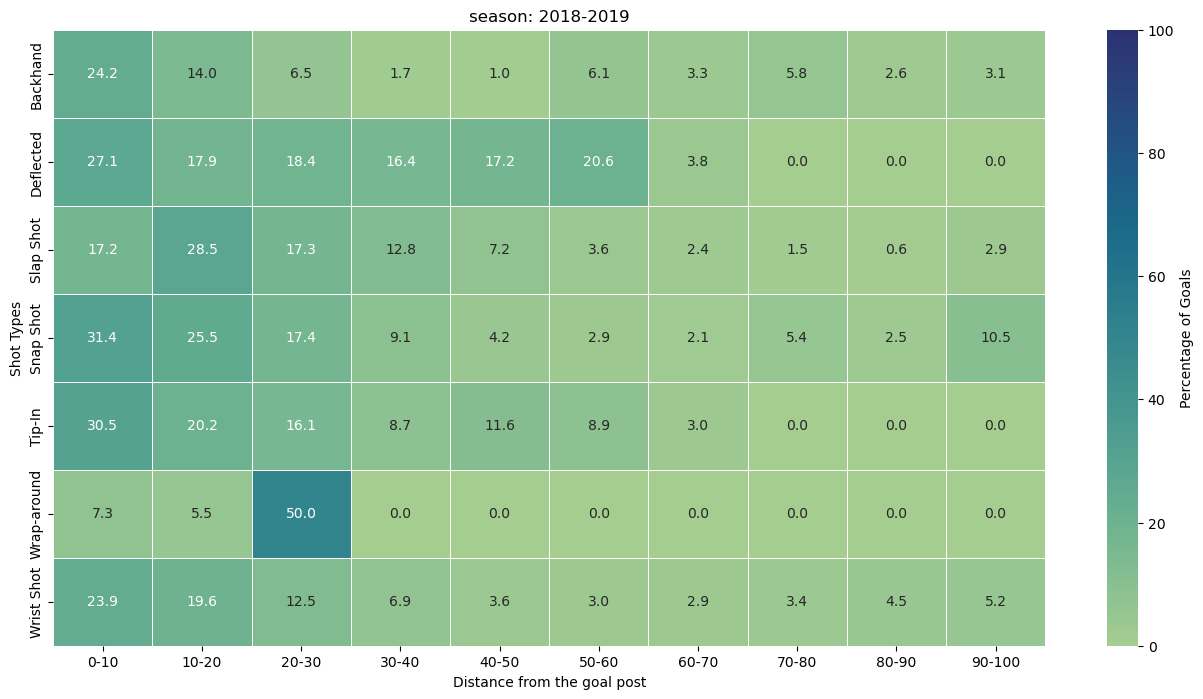 season: 2018-2019
Shot Types
Backhand 24.2 14.0 6.5 1.7 1.0 6.1 3.3 5.8 2.6 3.1
Deflected 27.1 17.9 18.4 16.4 17.2 20.6 3.8 0.0 0.0 0.0
Slap Shot 17.2 28.5 17.3 12.8 7.2 3.6 2.4 1.5 0.6 2.9
Snap Shot 31.4 25.5 17.4 9.1 4.2 2.9 2.1 5.4 2.5 10.5
Tip-In 30.5 20.2 16.1 8.7 11.6 8.9 3.0 0.0 0.0 0.0
Wrap-around 7.3 5.5 50.0 0.0 0.0 0.0 0.0 0.0 0.0 0.0
Wrist Shot 23.9 19.6 12.5 6.9 3.6 3.0 2.9 3.4 4.5 5.2
0-10 10-20 20-30 30-40 40-50 50-60 60-70 70-80 80-90 90-100
Distance from the goal post
100
80
60
40
20
0
Percentage of Goals